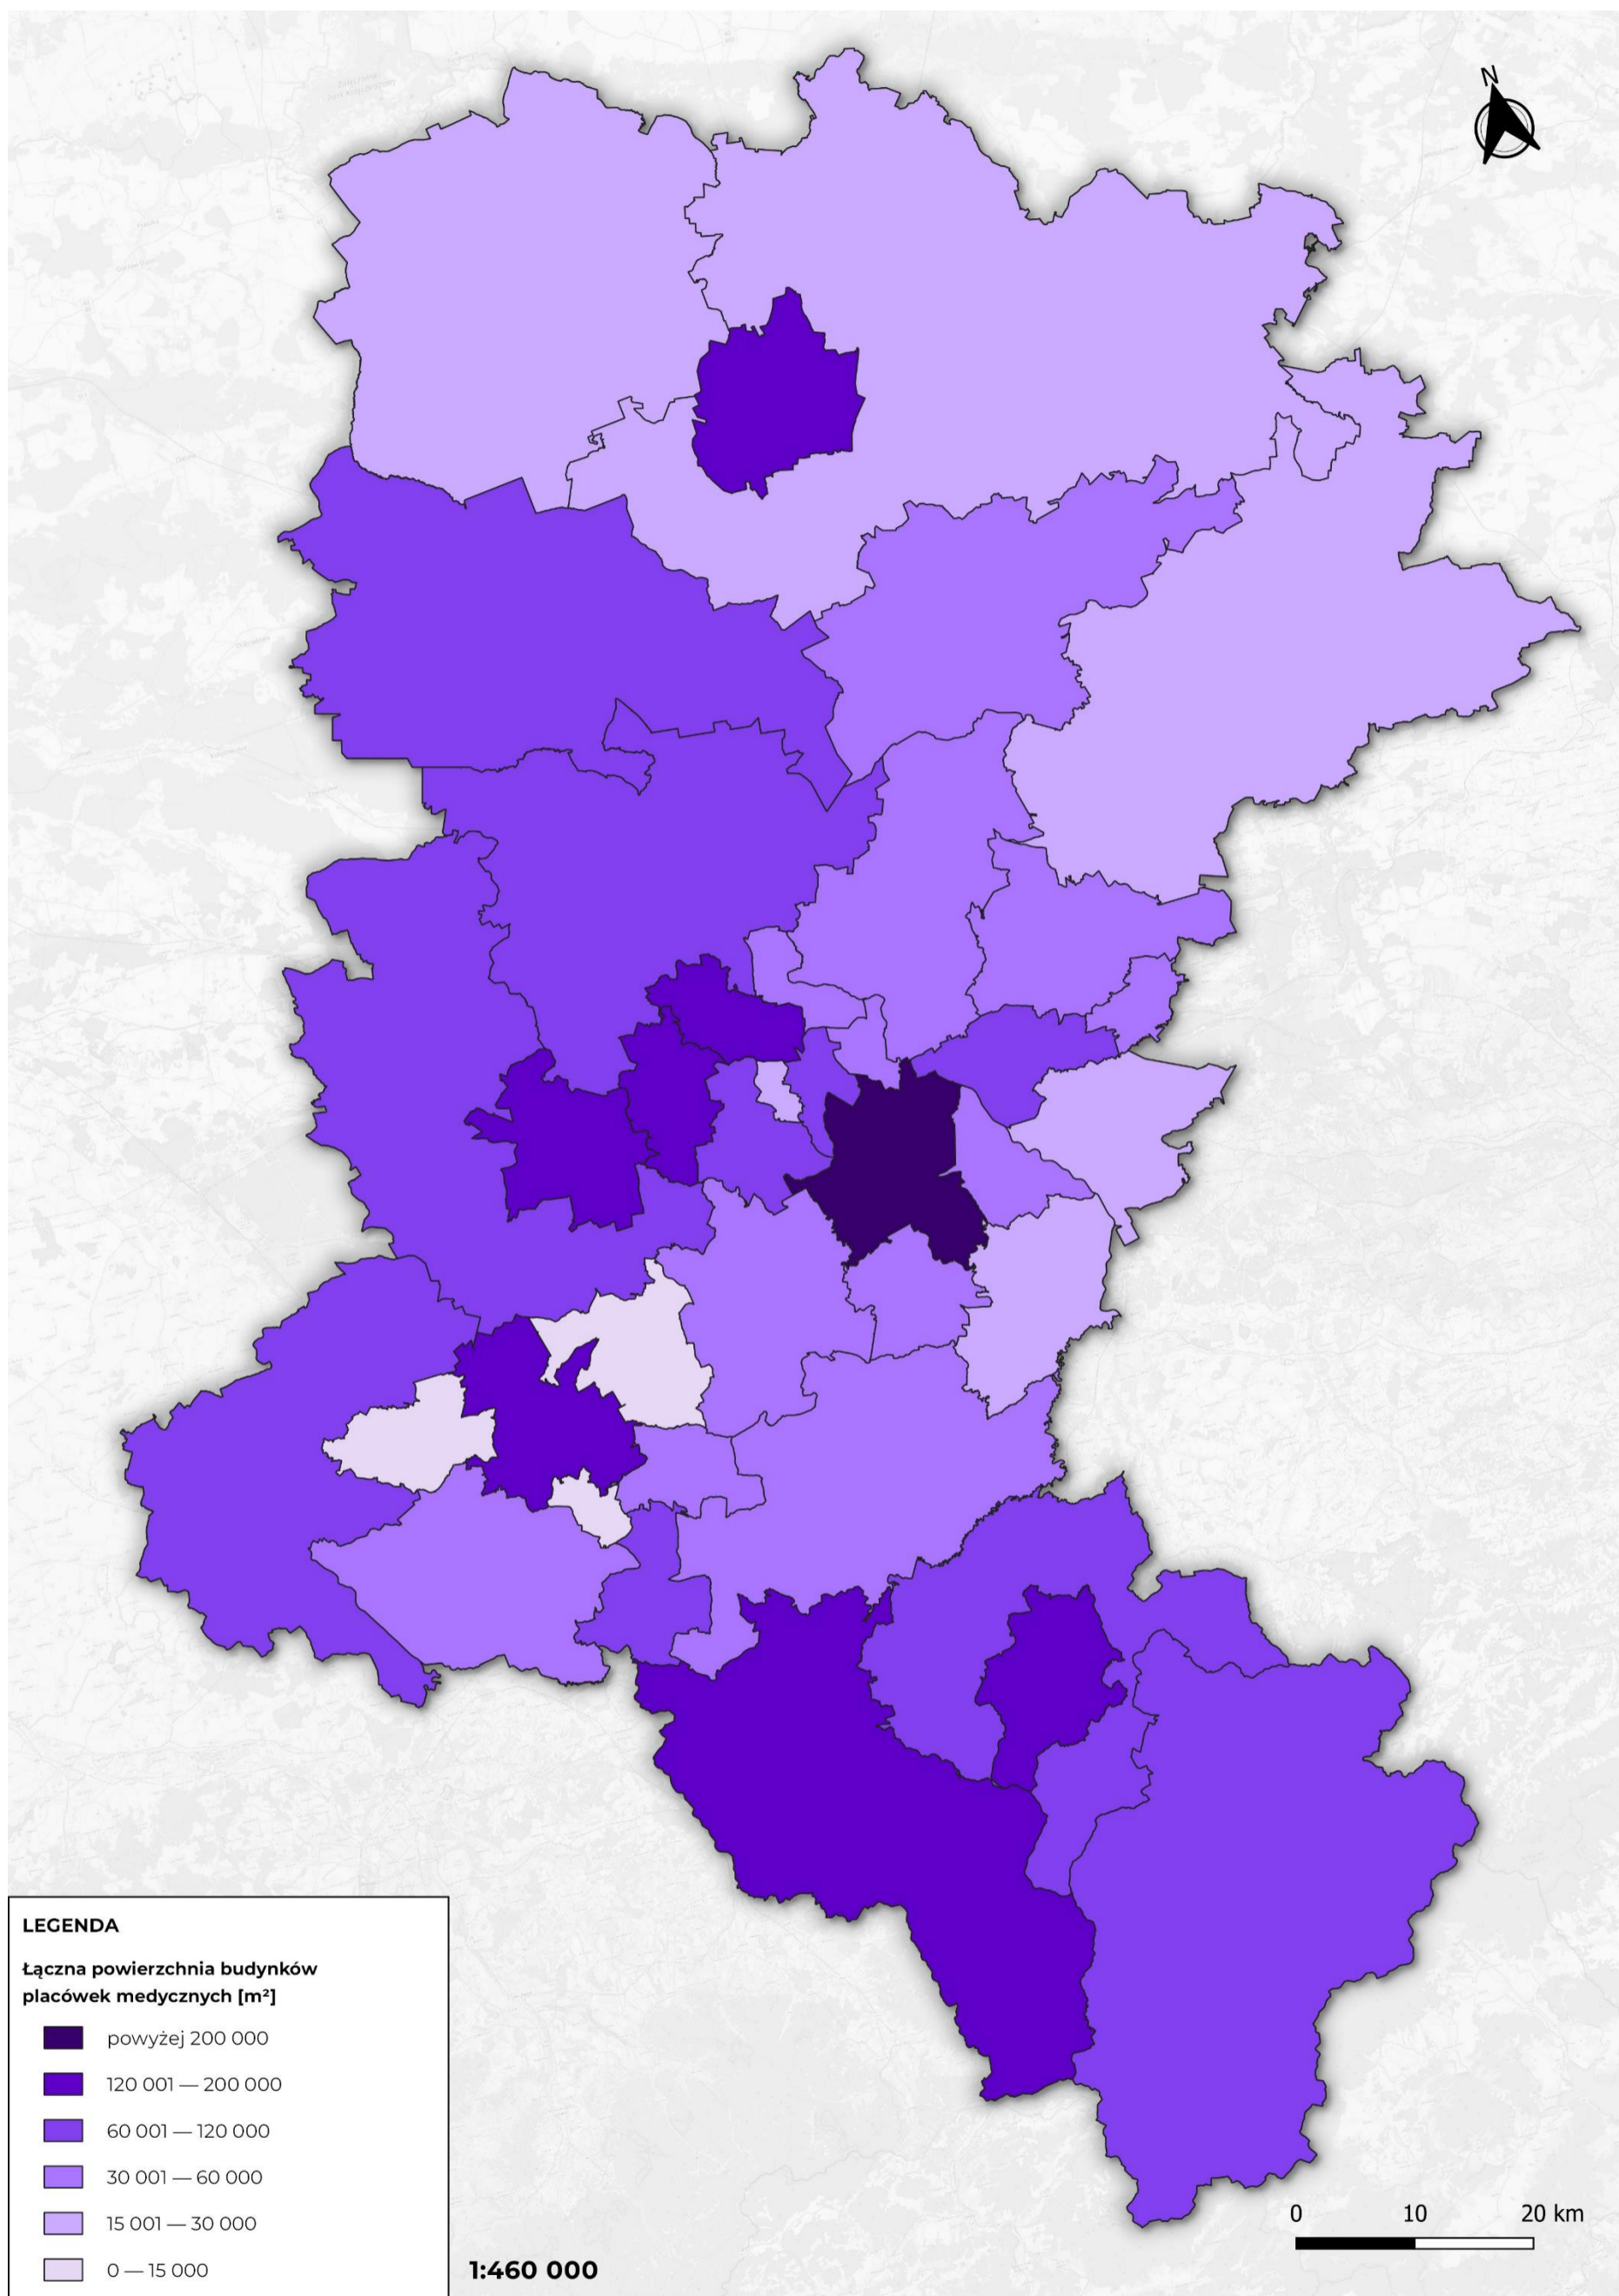 N
LEGENDA
Łączna powierzchnia budynków
placówek medycznych [m²]
powyżej 200 000
120 001 — 200 000
60 001 — 120 000
30 001 — 60 000
15 001 — 30 000
0 — 15 000
1:460 000
0 10 20 km